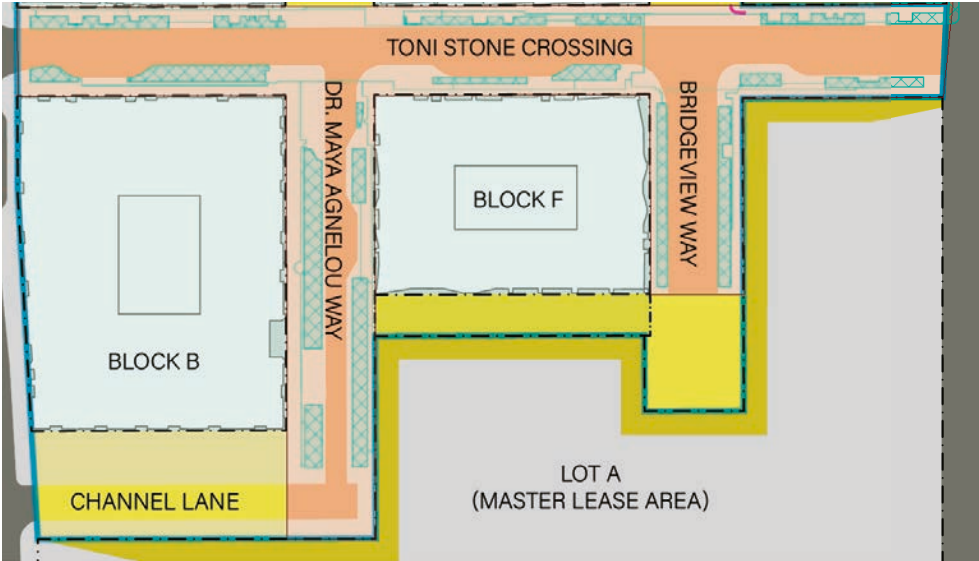 TONI STONE CROSSING
DR. MAYA AGNELOU WAY
BRIDGEVIEW WAY
BLOCK F
BLOCK B
CHANNEL LANE
LOT A
(MASTER LEASE AREA)